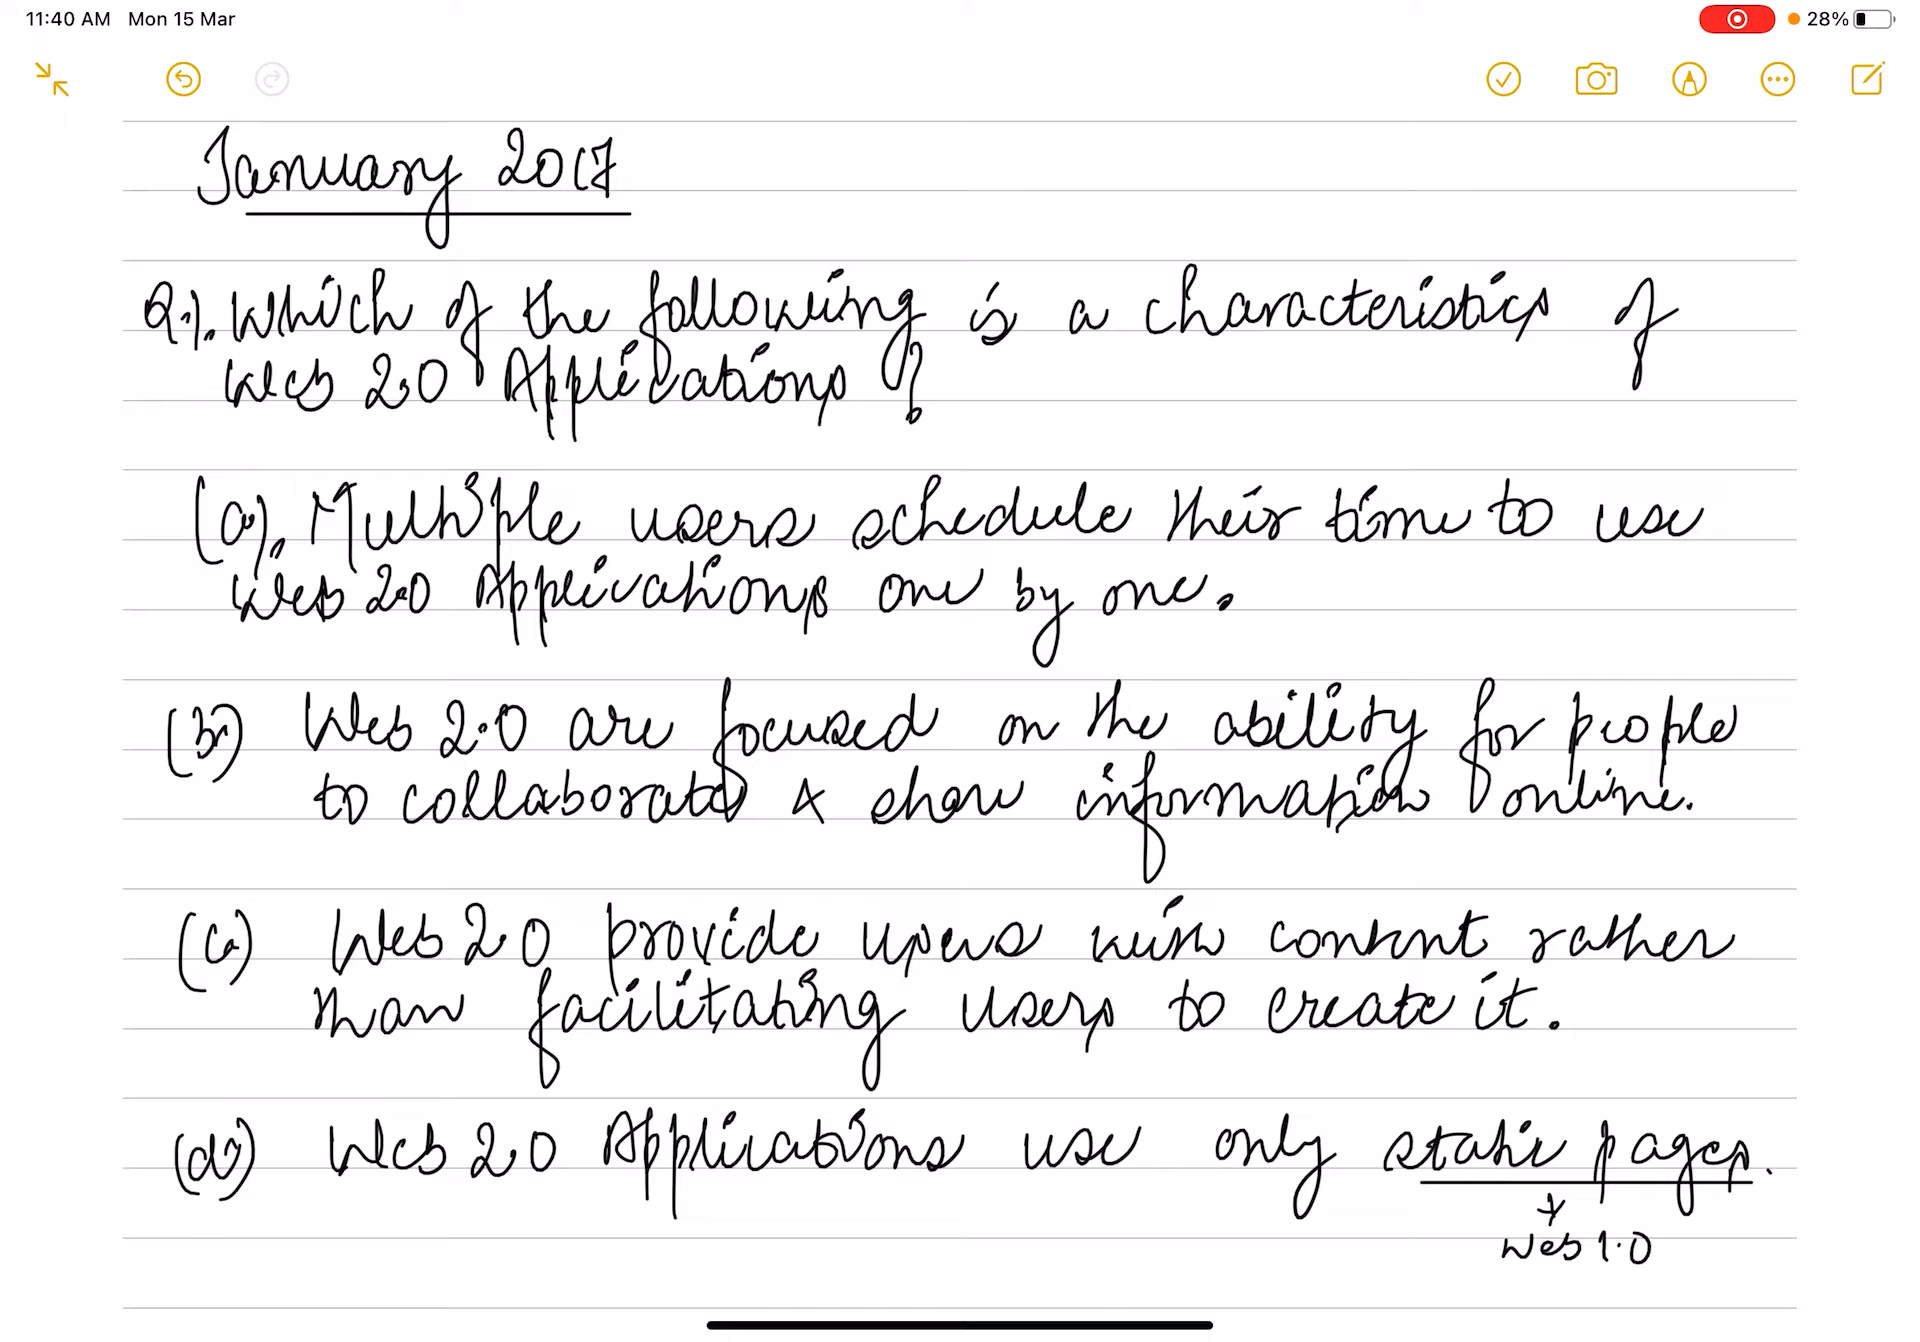 11:40 AM Mon 15 Mar
28%
January 2017
Q.1. Which of the following is a characteristics of
Web 2.0 Applications?
(a). Multiple users schedule their time to use
Web 2.0 Applications one by one.
(b) Web 2.0 are focused on the ability for people
to collaborate & share information online.
(c) Web 2.0 provide users with content rather
than facilitating users to create it.
(d) Web 2.0 Applications use only static pages.
Web 1.0